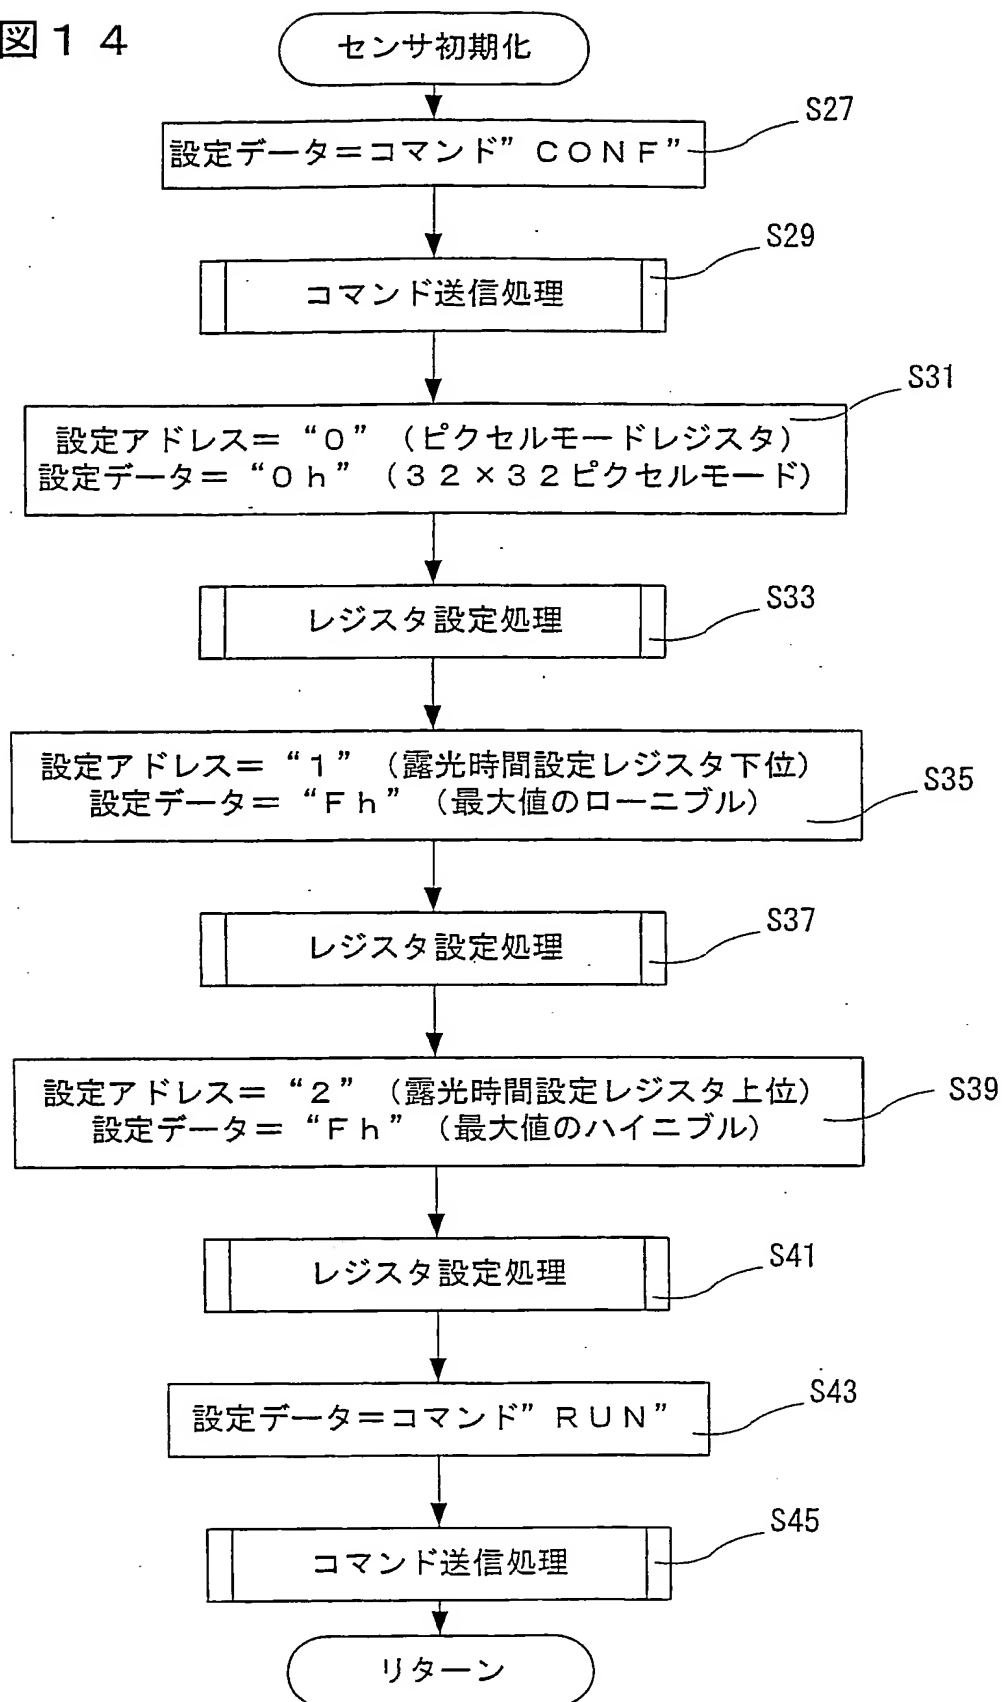 図１４
センサ初期化
設定データ＝コマンド”ＣＯＮＦ”
S27
コマンド送信処理
S29
設定アドレス＝“０”（ピクセルモードレジスタ）
設定データ＝“０ｈ”（３２×３２ピクセルモード）
S31
レジスタ設定処理
S33
設定アドレス＝“１”（露光時間設定レジスタ下位）
設定データ＝“Ｆｈ”（最大値のローニブル）
S35
レジスタ設定処理
S37
設定アドレス＝“２”（露光時間設定レジスタ上位）
設定データ＝“Ｆｈ”（最大値のハイニブル）
S39
レジスタ設定処理
S41
設定データ＝コマンド”ＲＵＮ”
S43
コマンド送信処理
S45
リターン